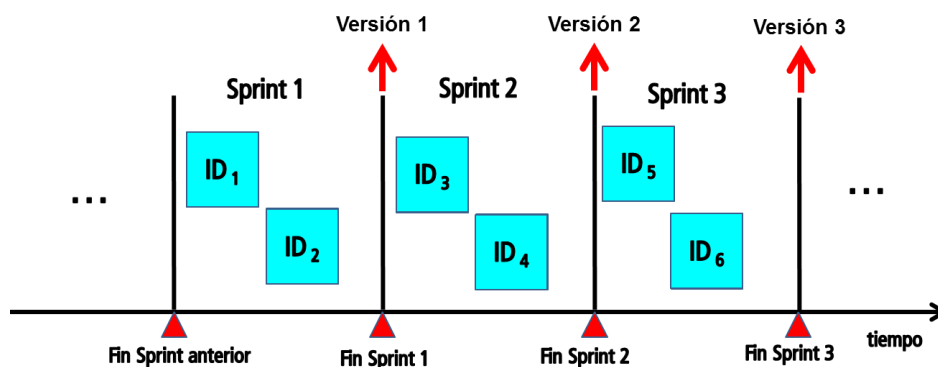 Versión 1
Versión 2
Versión 3
Sprint 1
Sprint 2
Sprint 3
ID1
ID3
ID5
...
...
ID2
ID4
ID6
tiempo
Fin Sprint anterior
Fin Sprint 1
Fin Sprint 2
Fin Sprint 3